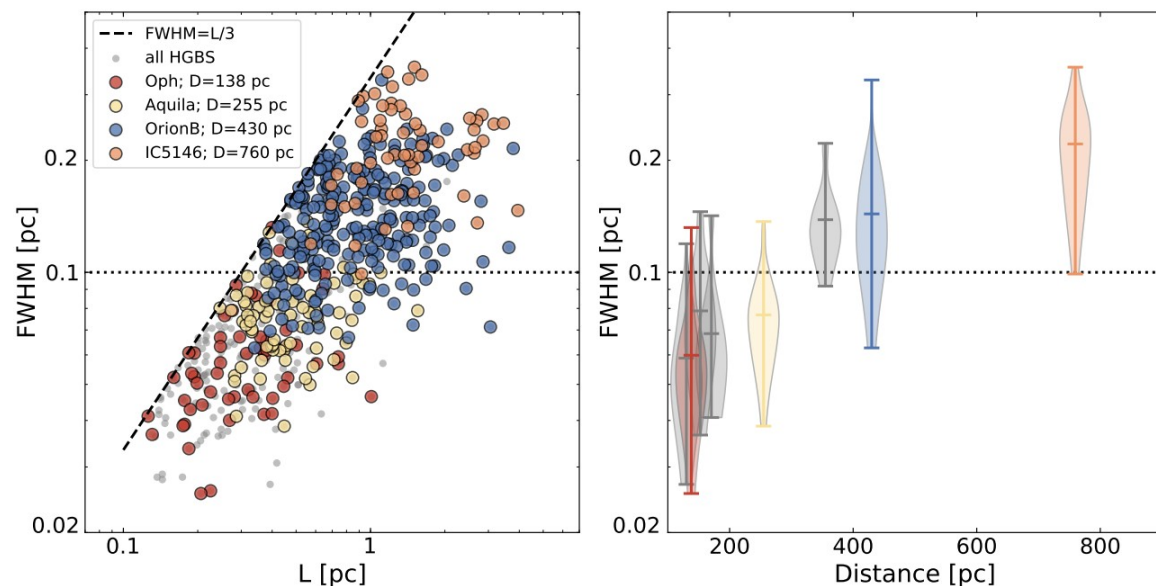 FWHM=L/3
all HGBS
Oph; D=138 pc
Aquila; D=255 pc
OrionB; D=430 pc
IC5146; D=760 pc
FWHM [pc]
0.2
0.1
0.02
0.1
1
L [pc]
FWHM [pc]
0.2
0.1
0.02
200
400
600
800
Distance [pc]